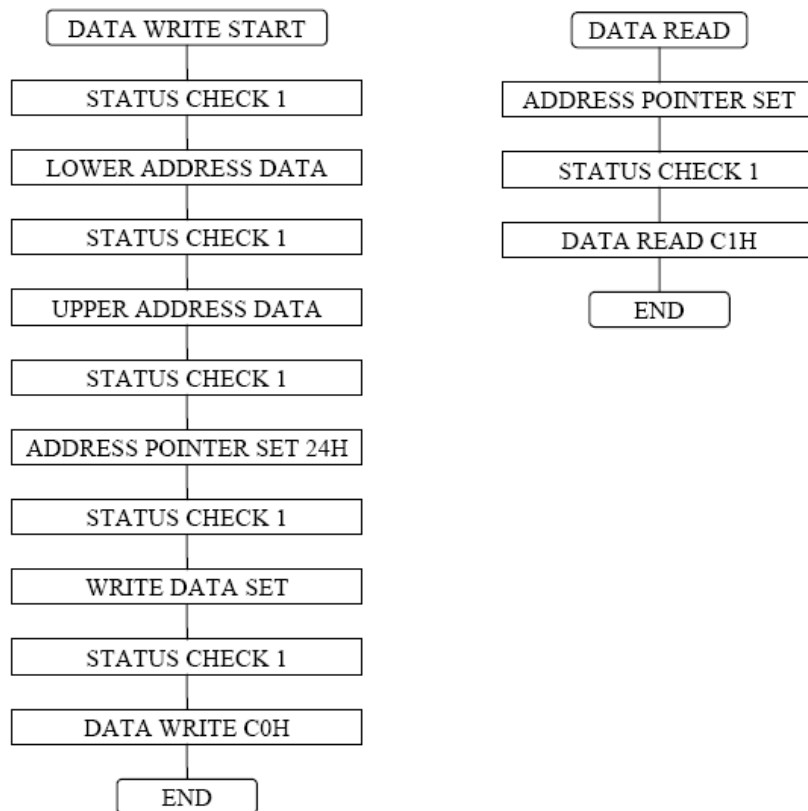 DATA WRITE START
STATUS CHECK 1
LOWER ADDRESS DATA
STATUS CHECK 1
UPPER ADDRESS DATA
STATUS CHECK 1
ADDRESS POINTER SET 24H
STATUS CHECK 1
WRITE DATA SET
STATUS CHECK 1
DATA WRITE C0H
END
DATA READ
ADDRESS POINTER SET
STATUS CHECK 1
DATA READ C1H
END